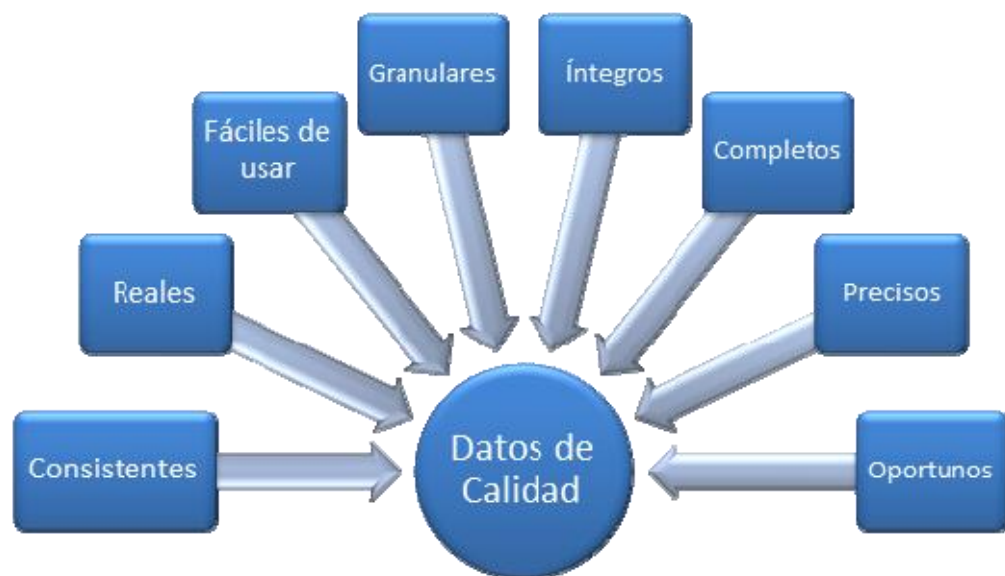 Granulares
Íntegros
Fáciles de
usar
Completos
Reales
Precisos
Consistentes
Datos de
Calidad
Oportunos